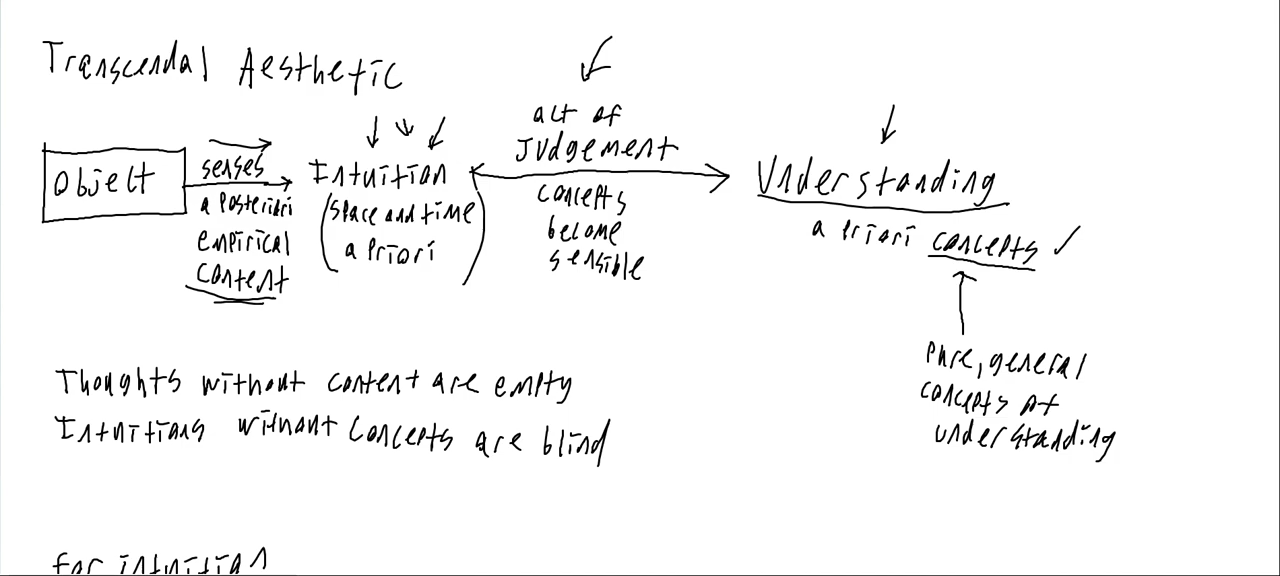 Transcendal Aesthetic
Object
senses
a posteriori
empirical
content
Intuition
(space and time
a priori)
act of
Judgement
concepts
become
sensible
Understanding
a priori concepts ✓
Pure, general
concepts of
understanding
Thoughts without content are empty
Intuitions without concepts are blind
for intuition